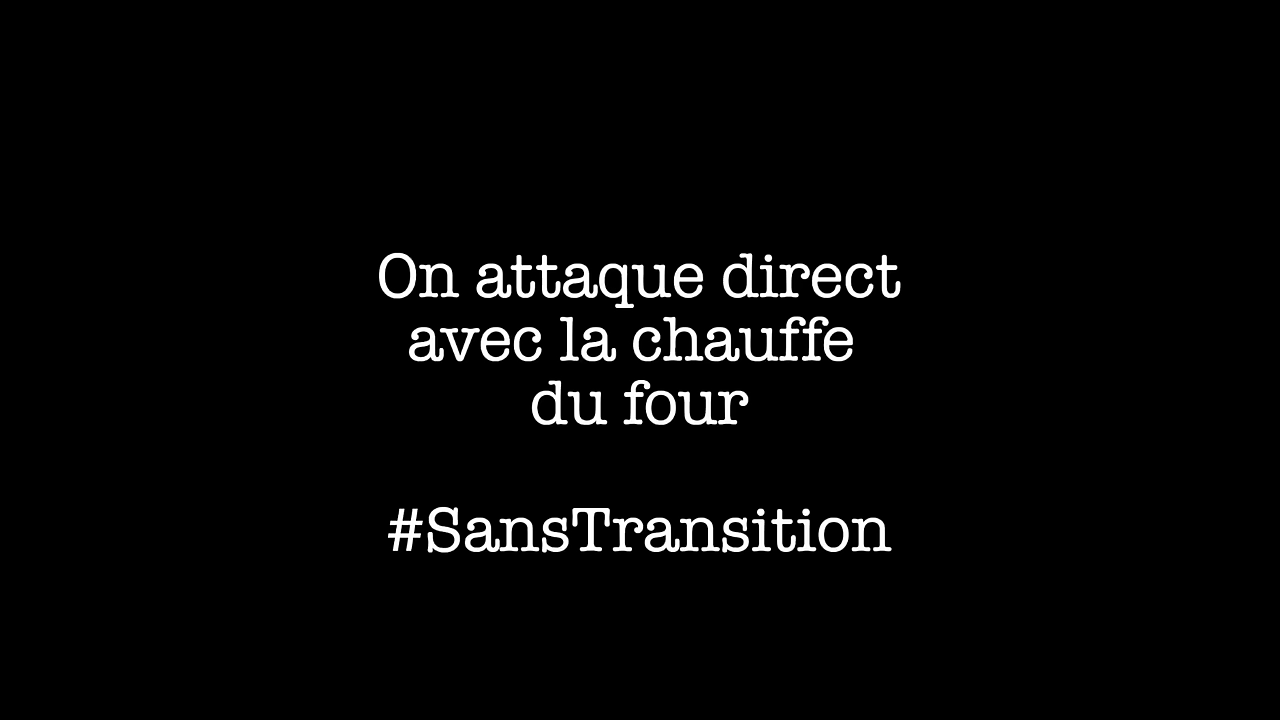 On attaque direct
avec la chauffe
du four
#SansTransition